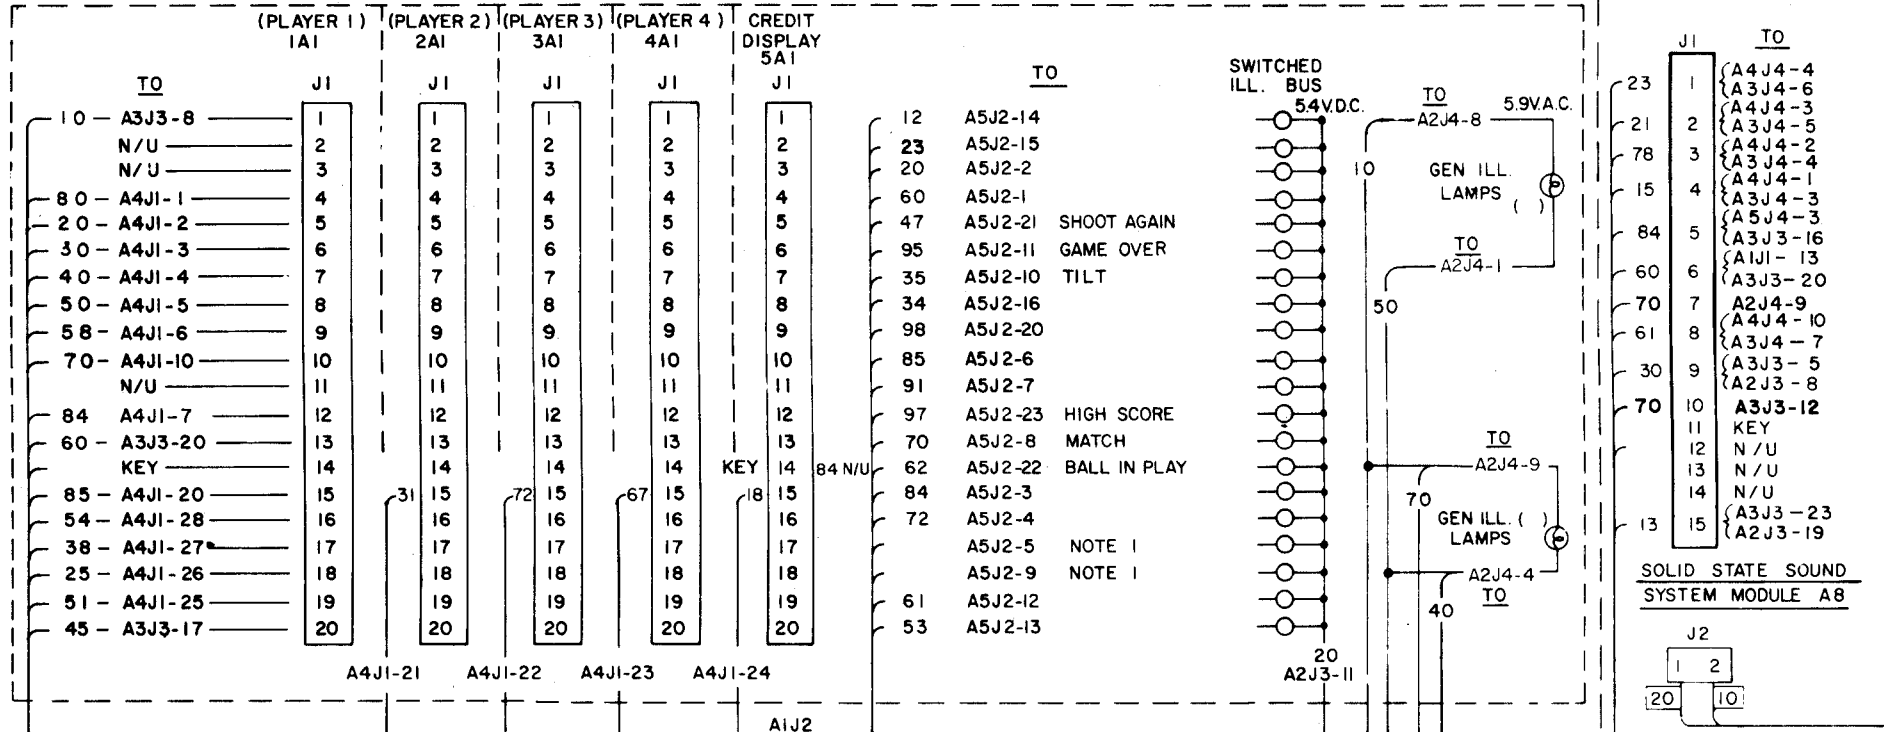 (PLAYER 1) (PLAYER 2) (PLAYER 3) (PLAYER 4) CREDIT
1A1 2A1 3A1 4A1 DISPLAY
5A1
TO J1 J1 J1 J1 J1
10 - A3J3-8 1 1 1 1 1
N/U 2 2 2 2 2
N/U 3 3 3 3 3
80 - A4J1-1 4 4 4 4 4
20 - A4J1-2 5 5 5 5 5
30 - A4J1-3 6 6 6 6 6
40 - A4J1-4 7 7 7 7 7
50 - A4J1-5 8 8 8 8 8
58 - A4J1-6 9 9 9 9 9
70 - A4J1-10 10 10 10 10 10
N/U 11 11 11 11 11
84 A4J1-7 12 12 12 12 12
60 - A3J3-20 13 13 13 13 13
KEY 14 14 14 14 KEY 14 84 N/U
85 - A4J1-20 15 31 15 72 15 67 15 18 15
54 - A4J1-28 16 16 16 16 16
38 - A4J1-27 17 17 17 17 17
25 - A4J1-26 18 18 18 18 18
51 - A4J1-25 19 19 19 19 19
45 - A3J3-17 20 20 20 20 20
A4J1-21 A4J1-22 A4J1-23 A4J1-24
A1J2
TO
12 A5J2-14
23 A5J2-15
20 A5J2-2
60 A5J2-1
47 A5J2-21 SHOOT AGAIN
95 A5J2-11 GAME OVER
35 A5J2-10 TILT
34 A5J2-16
98 A5J2-20
85 A5J2-6
91 A5J2-7
97 A5J2-23 HIGH SCORE
70 A5J2-8 MATCH
62 A5J2-22 BALL IN PLAY
84 A5J2-3
72 A5J2-4
A5J2-5 NOTE 1
A5J2-9 NOTE 1
61 A5J2-12
53 A5J2-13
SWITCHED
ILL. BUS
5.4V.D.C.
20
A2J3-11
TO 5.9V.A.C.
A2J4-8
10
GEN ILL.
LAMPS
( )
TO
A2J4-1
50
TO
A2J4-9
70
GEN ILL. ( )
LAMPS
A2J4-4
TO
40
J1 TO
23 1 { A4J4-4
A3J4-6
21 2 { A4J4-3
A3J4-5
78 3 { A4J4-2
A3J4-4
15 4 { A4J4-1
A3J4-3
84 5 { A5J4-3
A3J3-16
60 6 { A1J1-13
A3J3-20
70 7 A2J4-9
61 8 { A4J4-10
A3J4-7
30 9 { A3J3-5
A2J3-8
70 10 A3J3-12
11 KEY
12 N/U
13 N/U
14 N/U
13 15 { A3J3-23
A2J3-19
SOLID STATE SOUND
SYSTEM MODULE A8
J2
1 2
20 10